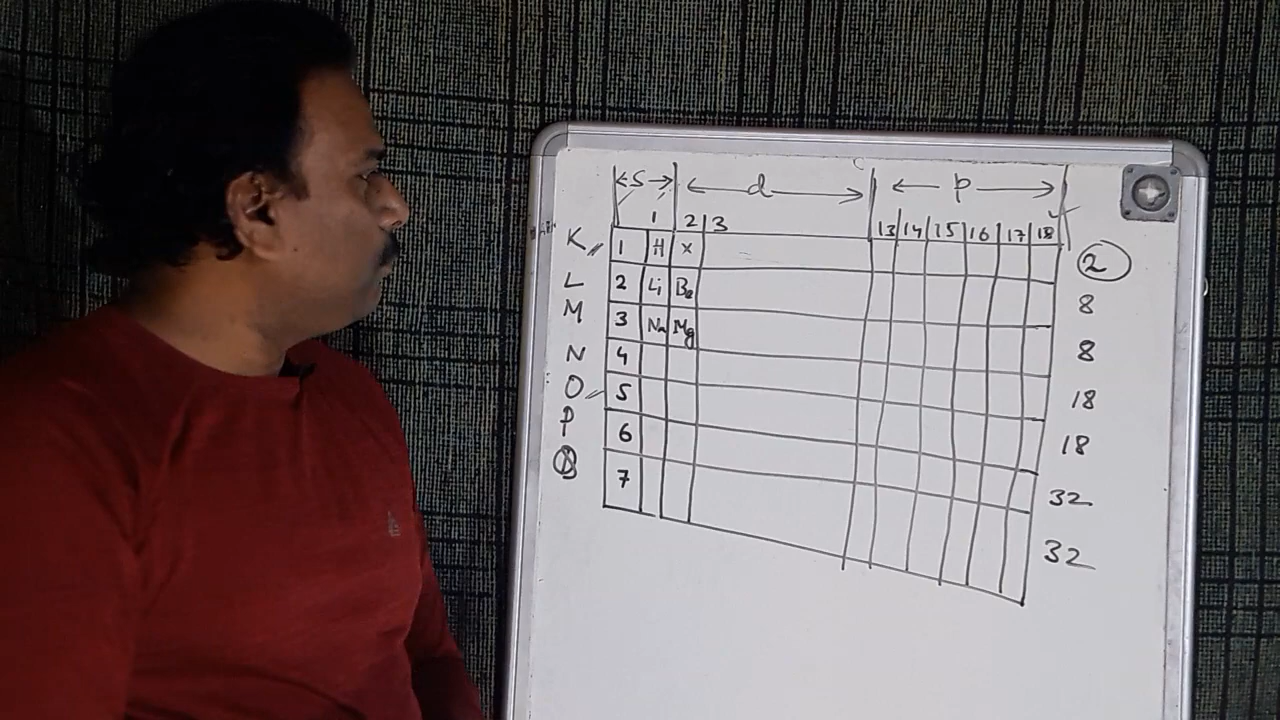 s d p
1 2 3 13 14 15 16 17 18
K 1 H X 2
L 2 Li Be 8
M 3 Na Mg 8
N 4 18
O 5 18
P 6 32
7 32